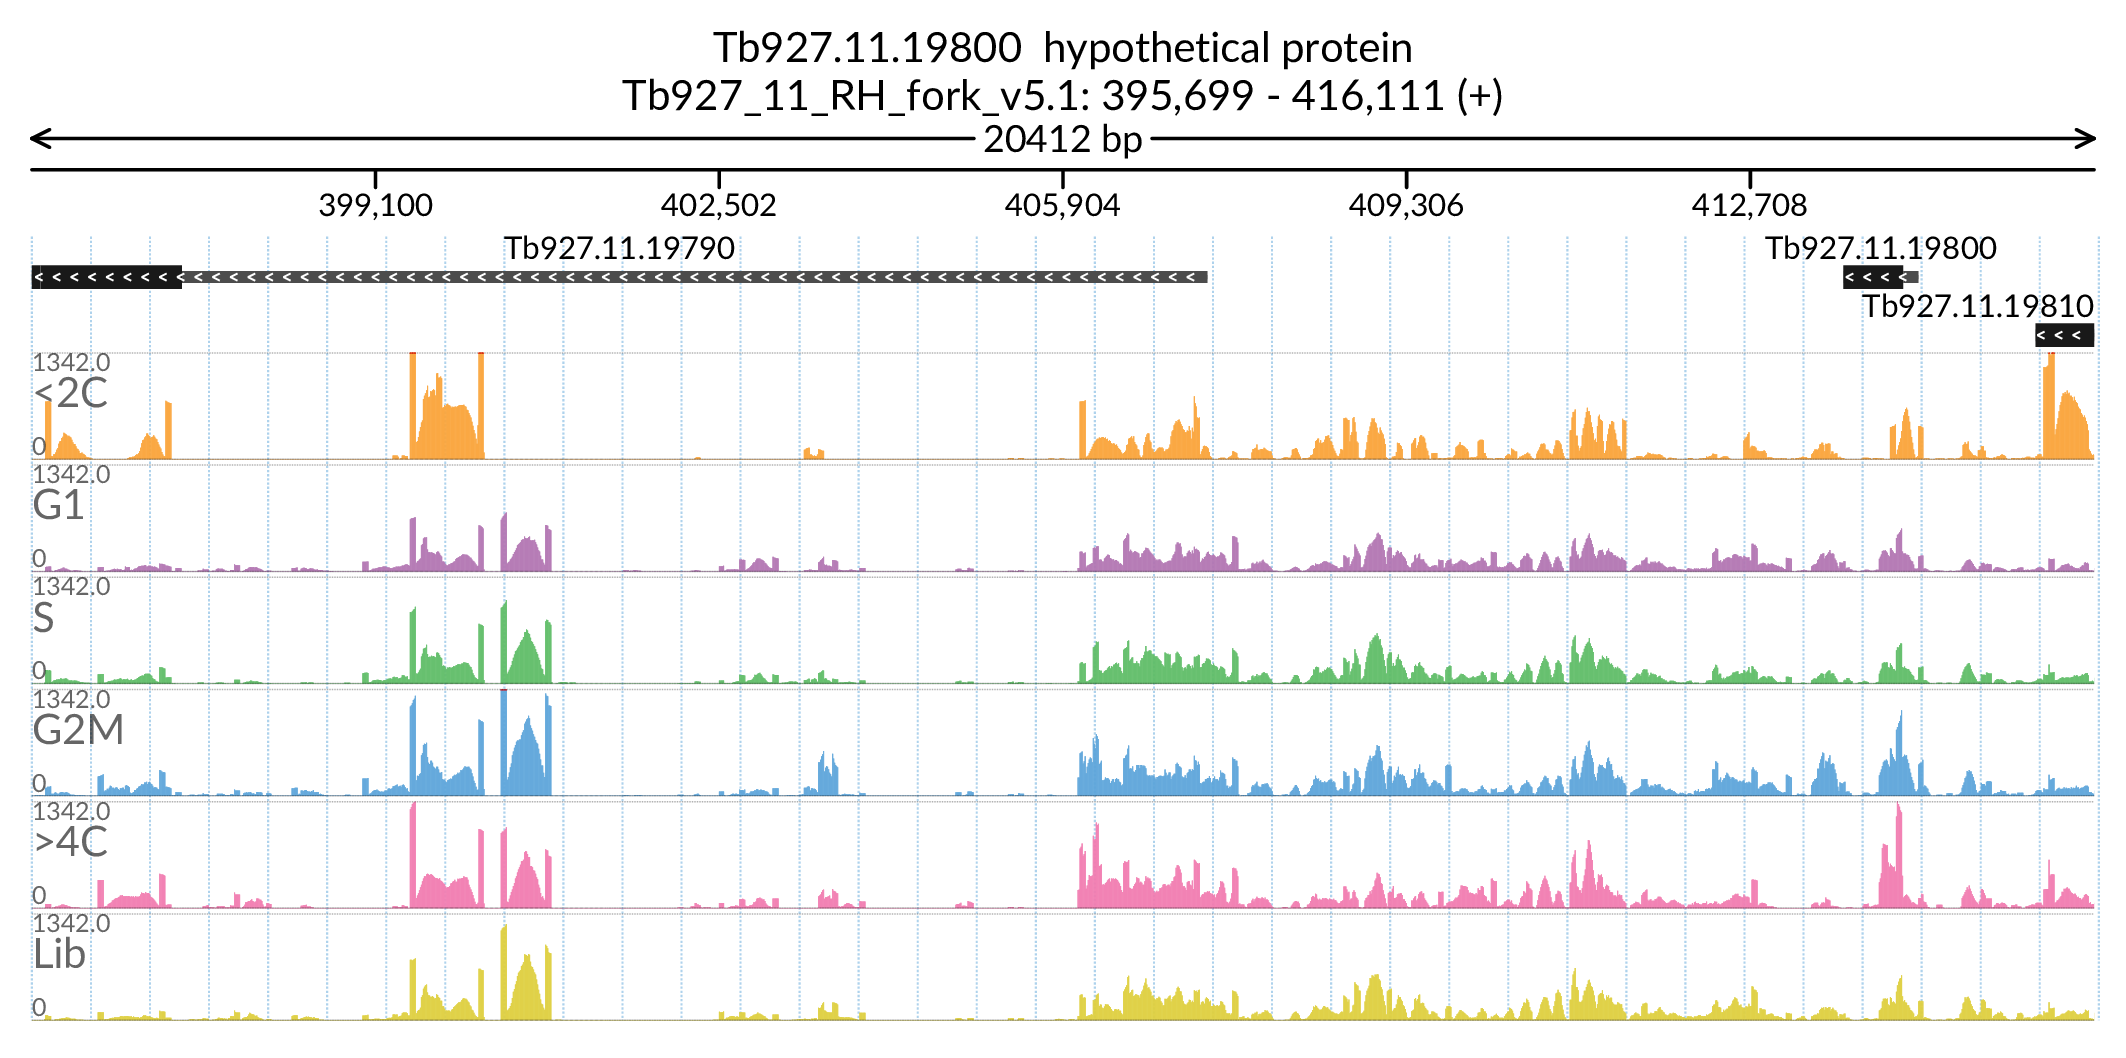 Tb927.11.19800  hypothetical protein
Tb927_11_RH_fork_v5.1: 395,699 - 416,111 (+)
20412 bp
399,100 402,502 405,904 409,306 412,708
Tb927.11.19790 Tb927.11.19800
Tb927.11.19810
1342.0
<2C
0
1342.0
G1
0
1342.0
S
0
1342.0
G2M
0
1342.0
>4C
0
1342.0
Lib
0